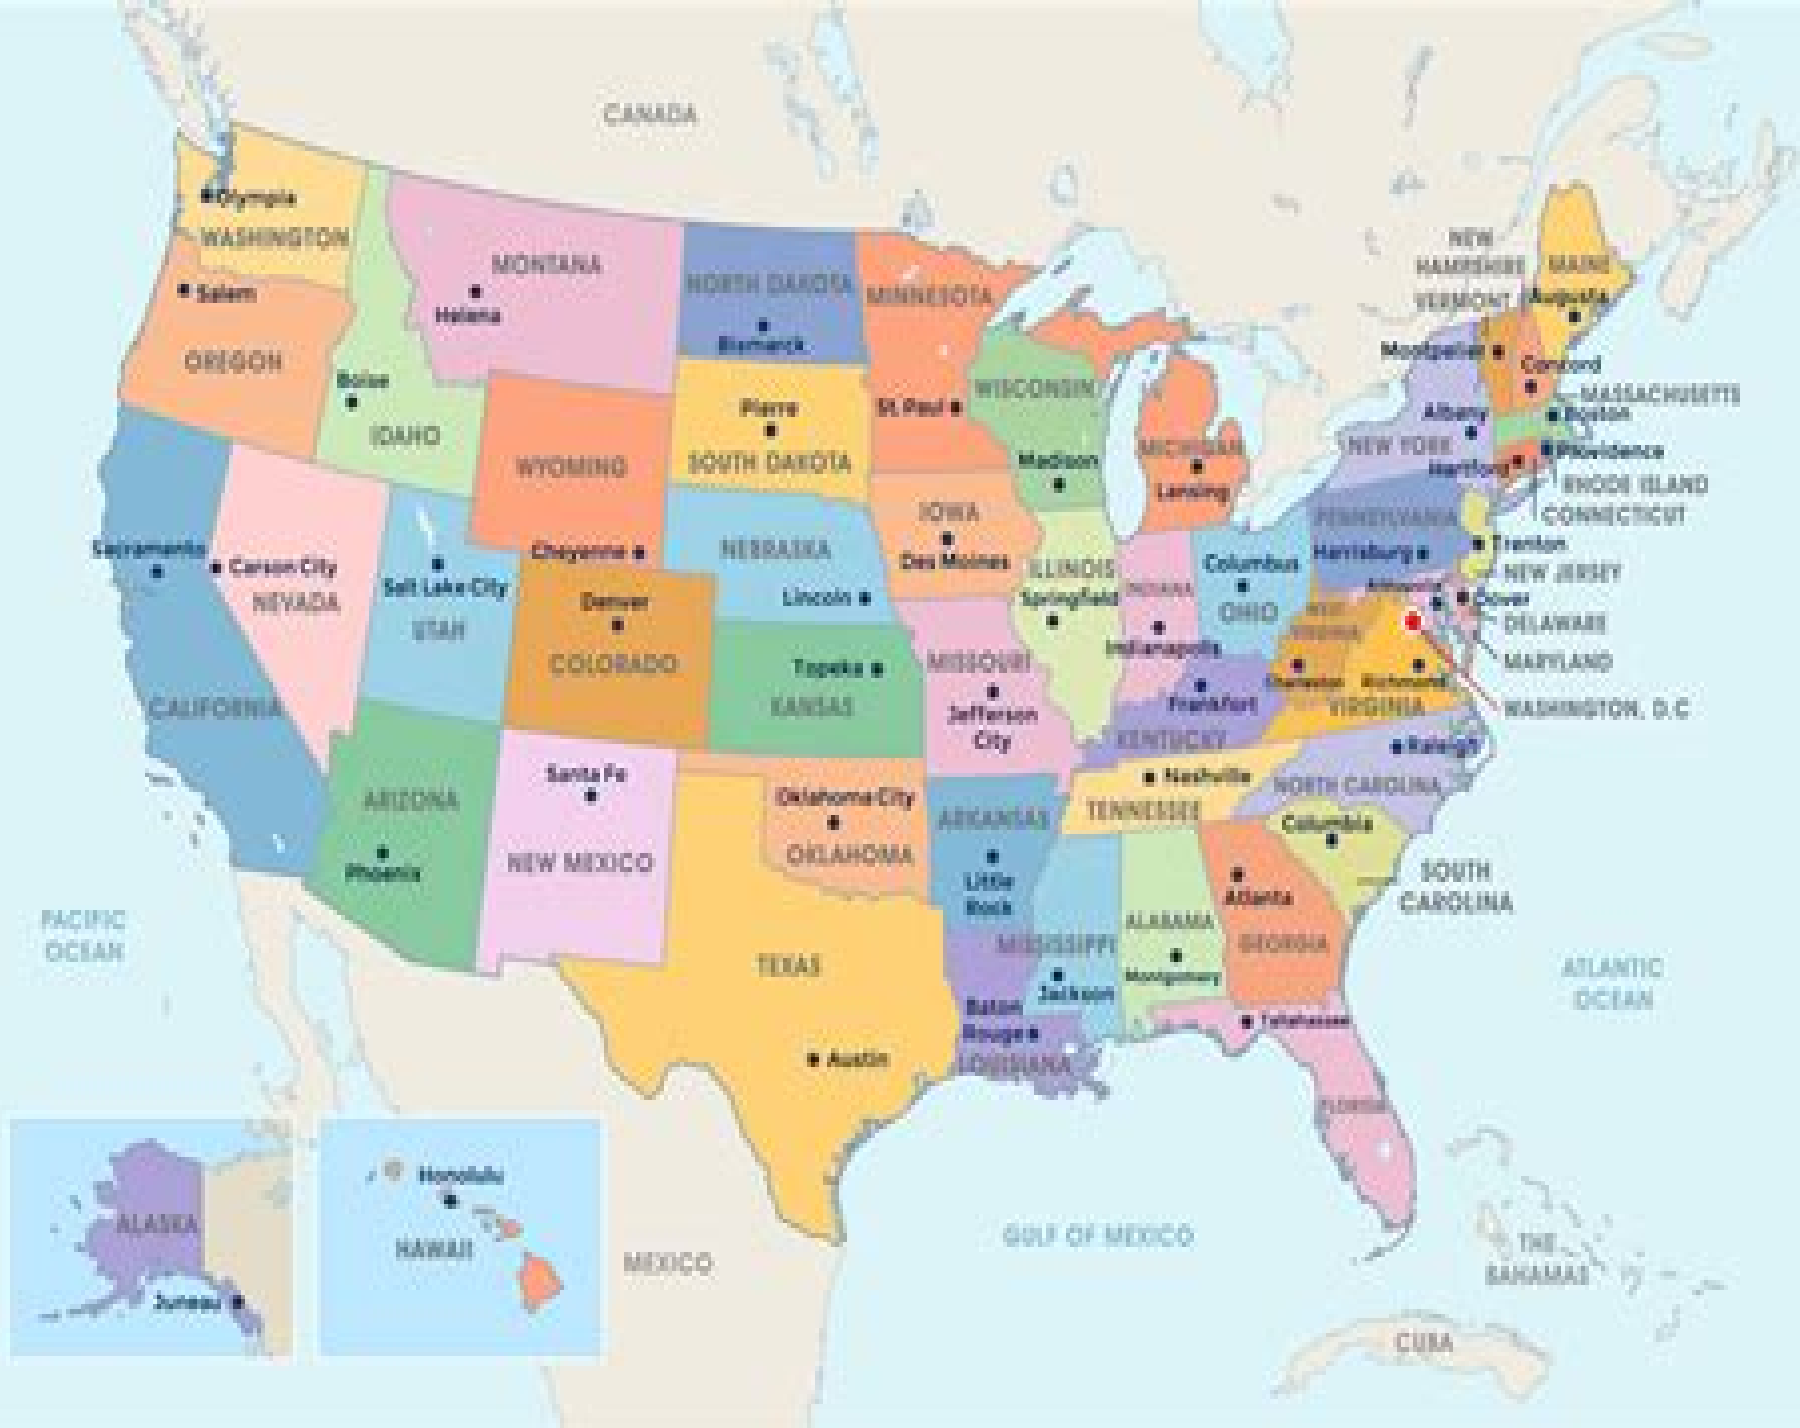 CANADA
Olympia
WASHINGTON
Salem
OREGON
MONTANA
Helena
Boise
IDAHO
NORTH DAKOTA
Bismarck
MINNESOTA
St. Paul
Pierre
SOUTH DAKOTA
WYOMING
Cheyenne
WISCONSIN
Madison
MICHIGAN
Lansing
NEW
HAMPSHIRE
VERMONT
MAINE
Augusta
Montpelier
Concord
MASSACHUSETTS
Boston
Albany
NEW YORK
Hartford
Providence
RHODE ISLAND
CONNECTICUT
PENNSYLVANIA
Harrisburg
Trenton
NEW JERSEY
Annapolis
Dover
DELAWARE
MARYLAND
WASHINGTON, D.C
Sacramento
CALIFORNIA
Carson City
NEVADA
Salt Lake City
UTAH
Denver
COLORADO
NEBRASKA
Lincoln
IOWA
Des Moines
ILLINOIS
Springfield
INDIANA
Indianapolis
Columbus
OHIO
WEST
VIRGINIA
Charleston
Richmond
VIRGINIA
Topeka
KANSAS
MISSOURI
Jefferson
City
Frankfort
KENTUCKY
Raleigh
NORTH CAROLINA
Nashville
TENNESSEE
ARIZONA
Phoenix
Santa Fe
NEW MEXICO
Oklahoma City
OKLAHOMA
ARKANSAS
Little
Rock
Columbia
SOUTH
CAROLINA
Atlanta
GEORGIA
ALABAMA
Montgomery
MISSISSIPPI
Jackson
TEXAS
Austin
Baton
Rouge
LOUISIANA
Tallahassee
FLORIDA
PACIFIC
OCEAN
ATLANTIC
OCEAN
ALASKA
Juneau
Honolulu
HAWAII
MEXICO
GULF OF MEXICO
THE
BAHAMAS
CUBA